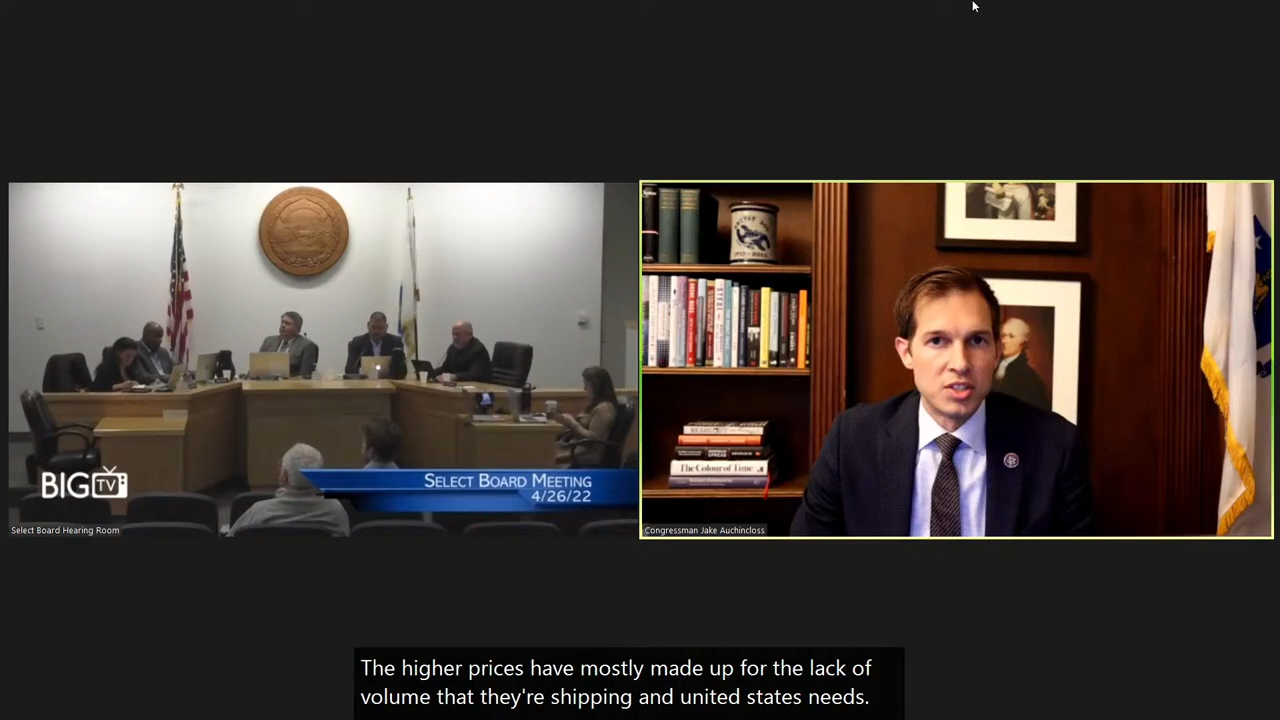 BIG TV
SELECT BOARD MEETING
4/26/22
Select Board Hearing Room
The Colour of Time
Congressman Jake Auchincloss
The higher prices have mostly made up for the lack of
volume that they're shipping and united states needs.